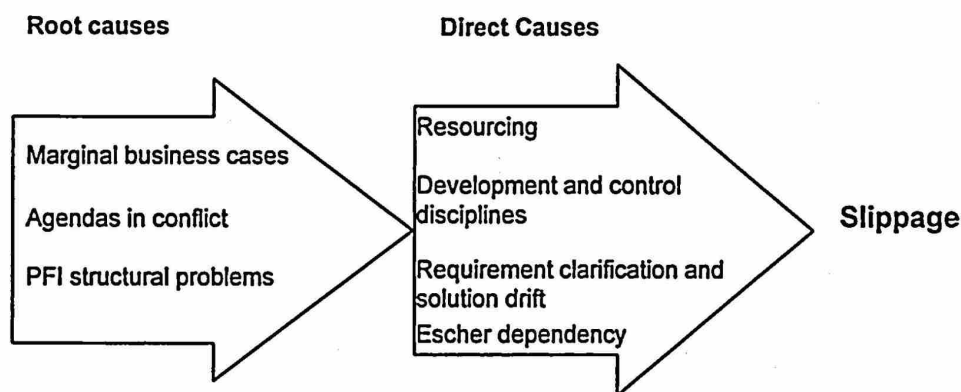 Root causes
Direct Causes
Marginal business cases
Agendas in conflict
PFI structural problems
Resourcing
Development and control
disciplines
Requirement clarification and
solution drift
Escher dependency
Slippage